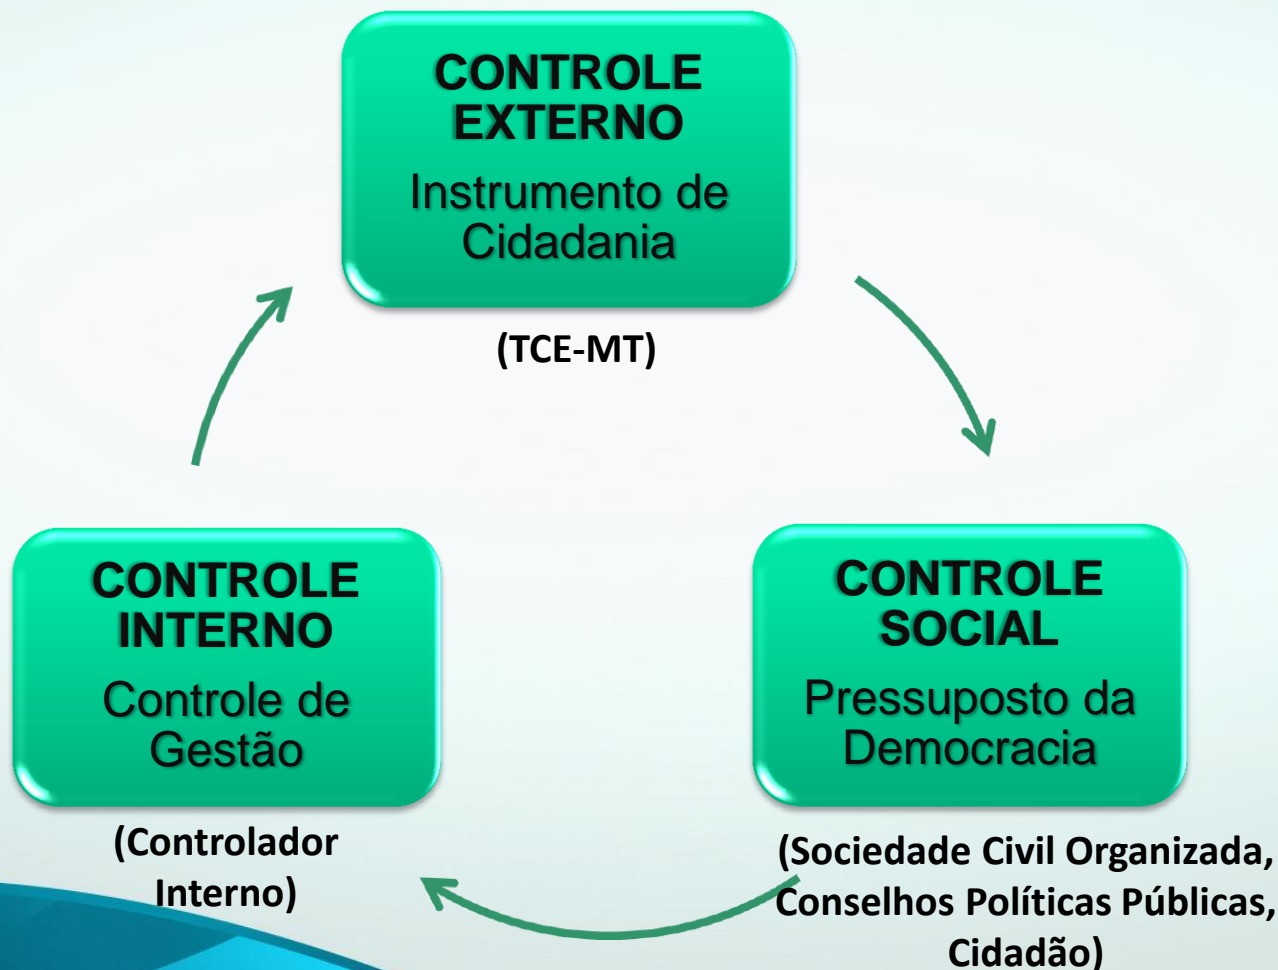 CONTROLE
EXTERNO
Instrumento de
Cidadania
(TCE-MT)
CONTROLE
INTERNO
Controle de
Gestão
(Controlador
Interno)
CONTROLE
SOCIAL
Pressuposto da
Democracia
(Sociedade Civil Organizada,
Conselhos Políticas Públicas,
Cidadão)